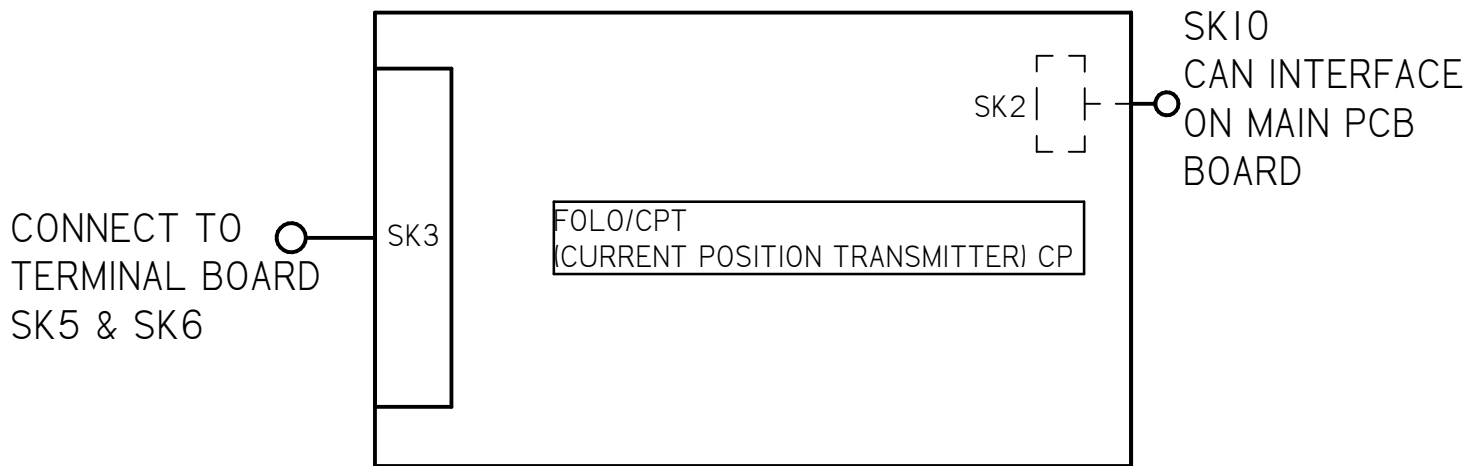 SK10
CAN INTERFACE
ON MAIN PCB
BOARD
SK2
CONNECT TO
TERMINAL BOARD
SK5 & SK6
SK3
FOLO/CPT
(CURRENT POSITION TRANSMITTER) CP